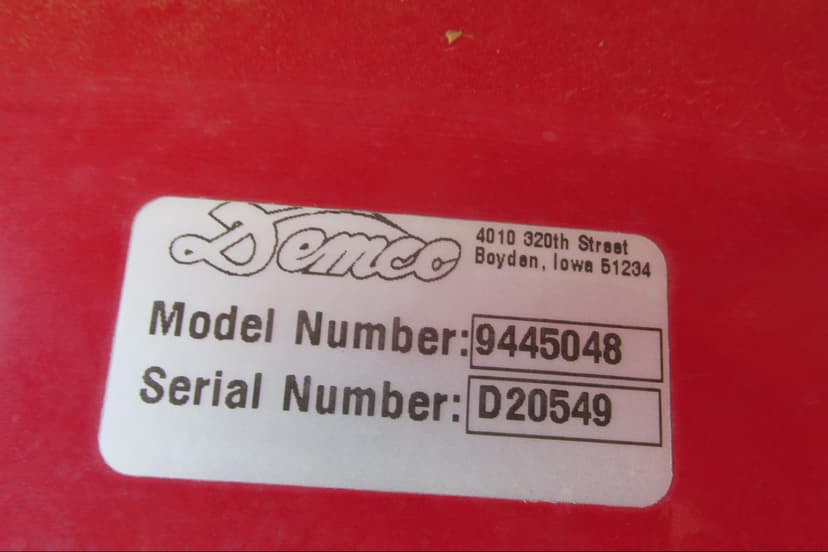 Demco
4010 320th Street
Boyden, Iowa 51234
Model Number: 9445048
Serial Number: D20549